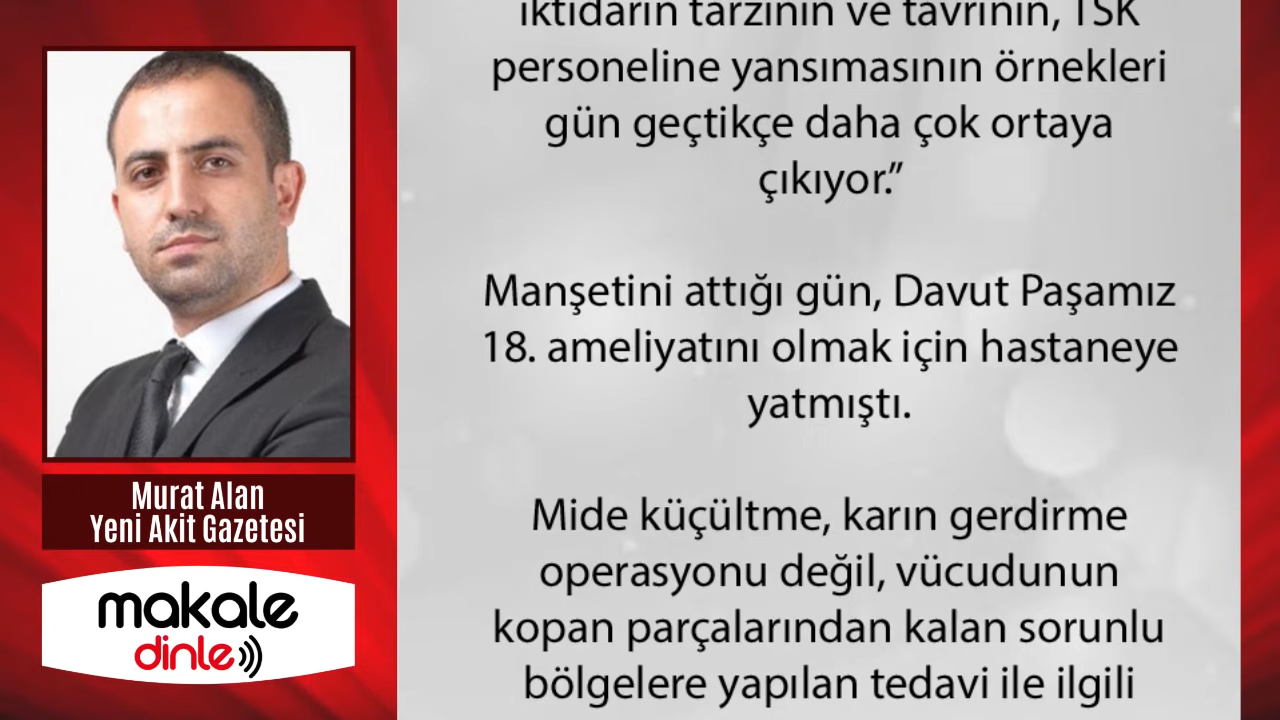 iktidarın tarzının ve tavrının, TSK
personeline yansımasının örnekleri
gün geçtikçe daha çok ortaya
çıkıyor.”
Manşetini attığı gün, Davut Paşamız
18. ameliyatını olmak için hastaneye
yatmıştı.
Mide küçültme, karın gerdirme
operasyonu değil, vücudunun
kopan parçalarından kalan sorunlu
bölgelere yapılan tedavi ile ilgili
Murat Alan
Yeni Akit Gazetesi
makale
dinle